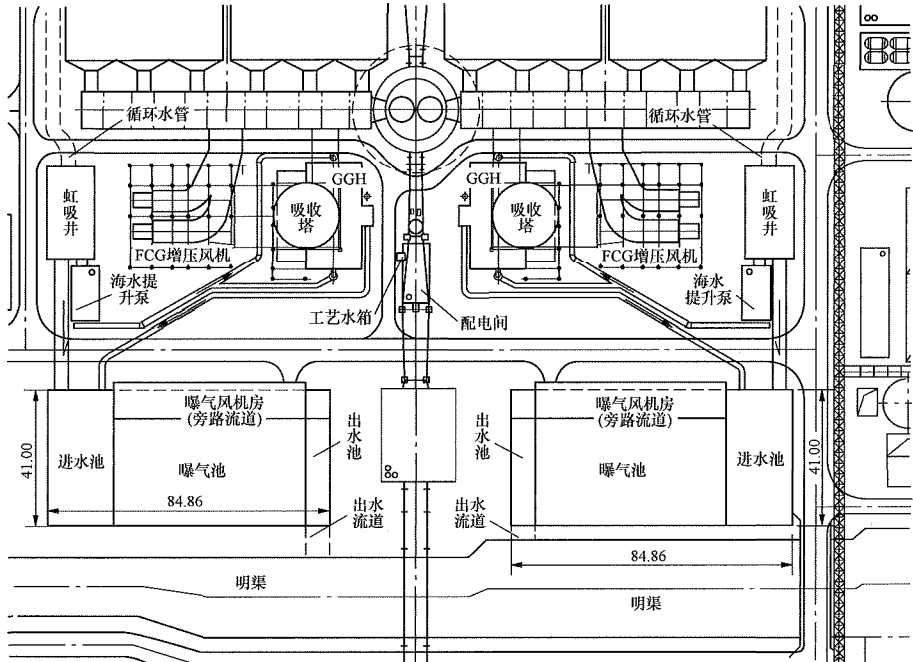 循环水管
循环水管
虹吸井
GGH
吸收塔
FCG增压风机
海水提
升泵
工艺水箱
配电间
GGH
吸收塔
FCG增压风机
虹吸井
海水
提升泵
曝气风机房
(旁路流道)
曝气池
进水池
41.00
84.86
出水池
出水
流道
出水池
出水
流道
曝气风机房
(旁路流道)
曝气池
进水池
41.00
84.86
明渠
明渠